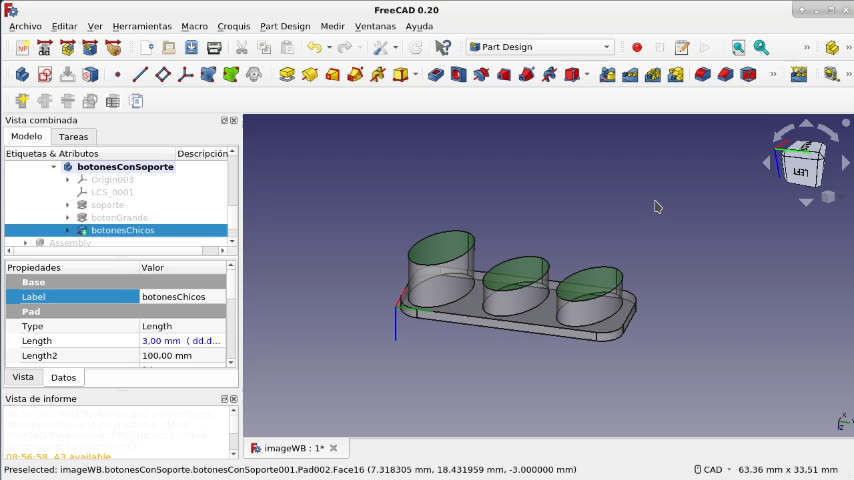 FreeCAD 0.20
Archivo Editar Ver Herramientas Macro Croquis Part Design Medir Ventanas Ayuda
Part Design
Vista combinada
Modelo Tareas
Etiquetas & Atributos Descripción
botonesConSoporte
Origin003
LCS_0001
soporte
botonGrande
botonesChicos
Assembly
Propiedades Valor
Base
Label botonesChicos
Pad
Type Length
Length 3,00 mm ( dd.d...
Length2 100.00 mm
Vista Datos
Vista de informe
08:56:58 A3 available
LEFT
imageWB : 1*
Preselected: imageWB.botonesConSoporte.botonesConSoporte001.Pad002.Face16 (7.318305 mm, 18.431959 mm, -3.000000 mm)
CAD 63,36 mm x 33,51 mm